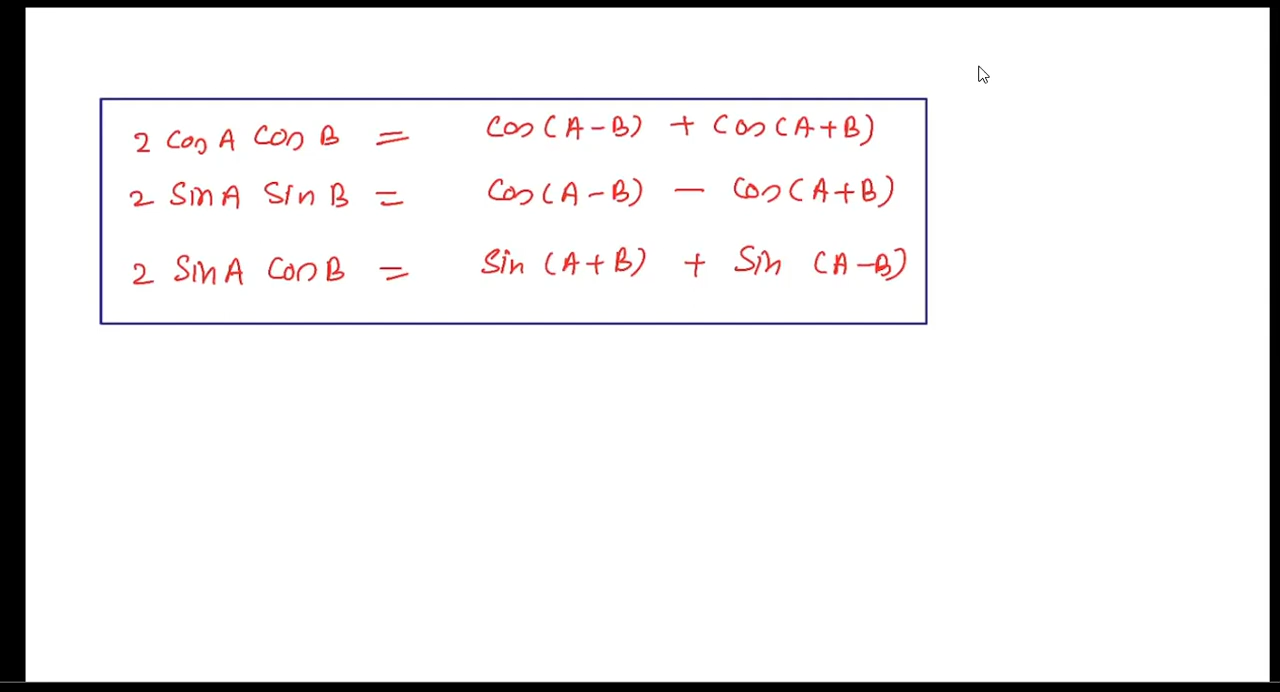 2 Cos A Cos B = Cos (A-B) + Cos (A+B)
2 Sin A Sin B = Cos (A-B) - Cos (A+B)
2 Sin A Cos B = Sin (A+B) + Sin (A-B)